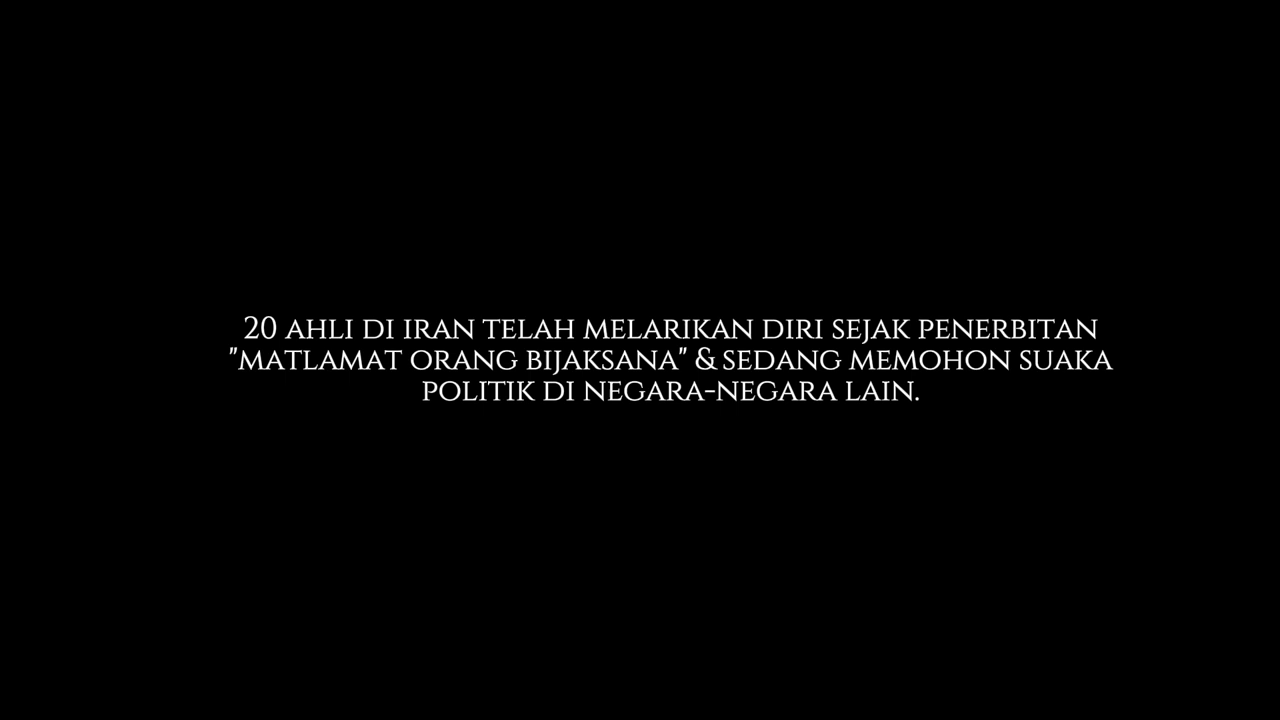 20 AHLI DI IRAN TELAH MELARIKAN DIRI SEJAK PENERBITAN
"MATLAMAT ORANG BIJAKSANA" & SEDANG MEMOHON SUAKA
POLITIK DI NEGARA-NEGARA LAIN.